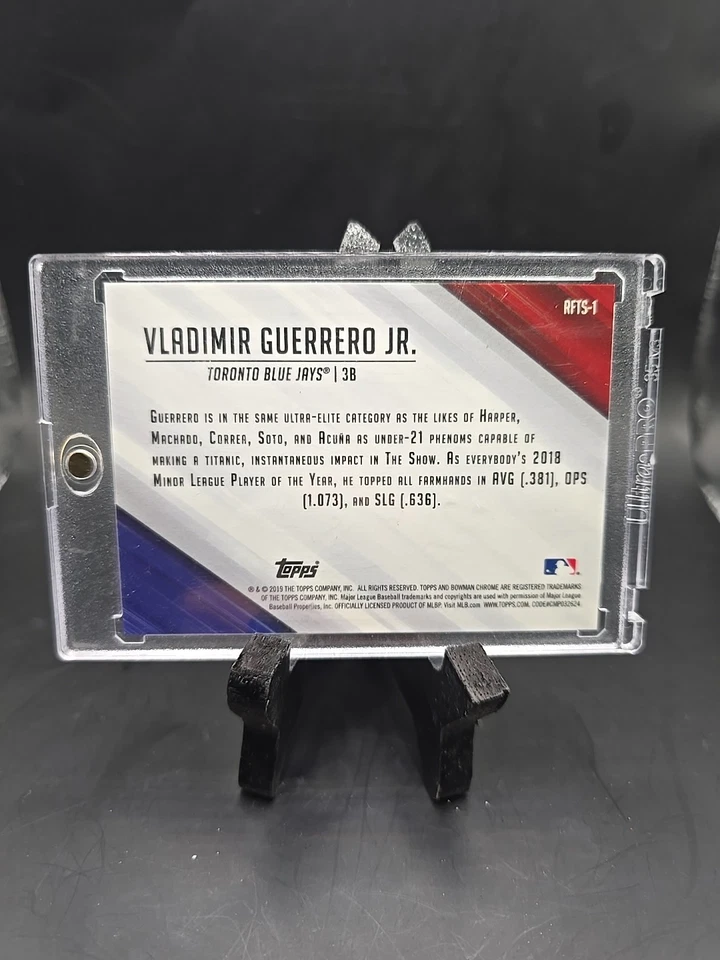 RFTS-1
VLADIMIR GUERRERO JR.
TORONTO BLUE JAYS® | 3B
GUERRERO IS IN THE SAME ULTRA-ELITE CATEGORY AS THE LIKES OF HARPER,
MACHADO, CORREA, SOTO, AND ACUÑA AS UNDER-21 PHENOMS CAPABLE OF
MAKING A TITANIC, INSTANTANEOUS IMPACT IN THE SHOW. AS EVERYBODY'S 2018
MINOR LEAGUE PLAYER OF THE YEAR, HE TOPPED ALL FARMHANDS IN AVG (.381), OPS
(1.073), AND SLG (.636).
Topps
® & © 2019 THE TOPPS COMPANY, INC. ALL RIGHTS RESERVED. TOPPS AND BOWMAN CHROME ARE REGISTERED TRADEMARKS
OF THE TOPPS COMPANY, INC. Major League Baseball trademarks and copyrights are used with permission of Major League
Baseball Properties, Inc. OFFICIALLY LICENSED PRODUCT OF MLBP. Visit MLB.com WWW.TOPPS.COM. CODE#CMP032624
Ultra PRO®